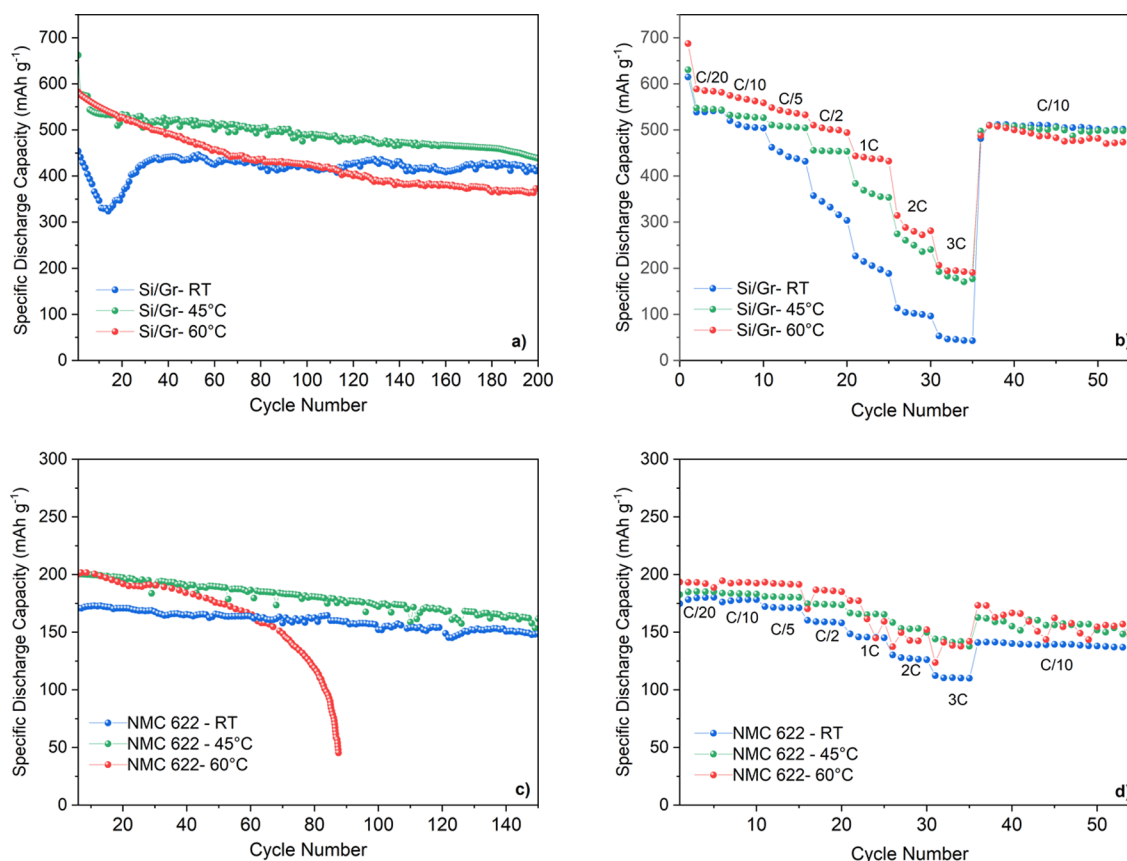 Specific Discharge Capacity (mAh g⁻¹)
700
600
500
400
300
200
100
0
Si/Gr- RT
Si/Gr- 45°C
Si/Gr- 60°C
a)
20 40 60 80 100 120 140 160 180 200
Cycle Number
Specific Discharge Capacity (mAh g⁻¹)
700
600
500
400
300
200
100
0
C/20
C/10
C/5
C/2
1C
2C
3C
C/10
Si/Gr- RT
Si/Gr- 45°C
Si/Gr- 60°C
b)
0 10 20 30 40 50
Cycle Number
Specific Discharge Capacity (mAh g⁻¹)
300
250
200
150
100
50
0
NMC 622 - RT
NMC 622 - 45°C
NMC 622- 60°C
c)
20 40 60 80 100 120 140
Cycle Number
Specific Discharge Capacity (mAh g⁻¹)
300
250
200
150
100
50
0
C/20
C/10
C/5
C/2
1C
2C
3C
C/10
NMC 622 - RT
NMC 622 - 45°C
NMC 622- 60°C
d)
10 20 30 40 50
Cycle Number